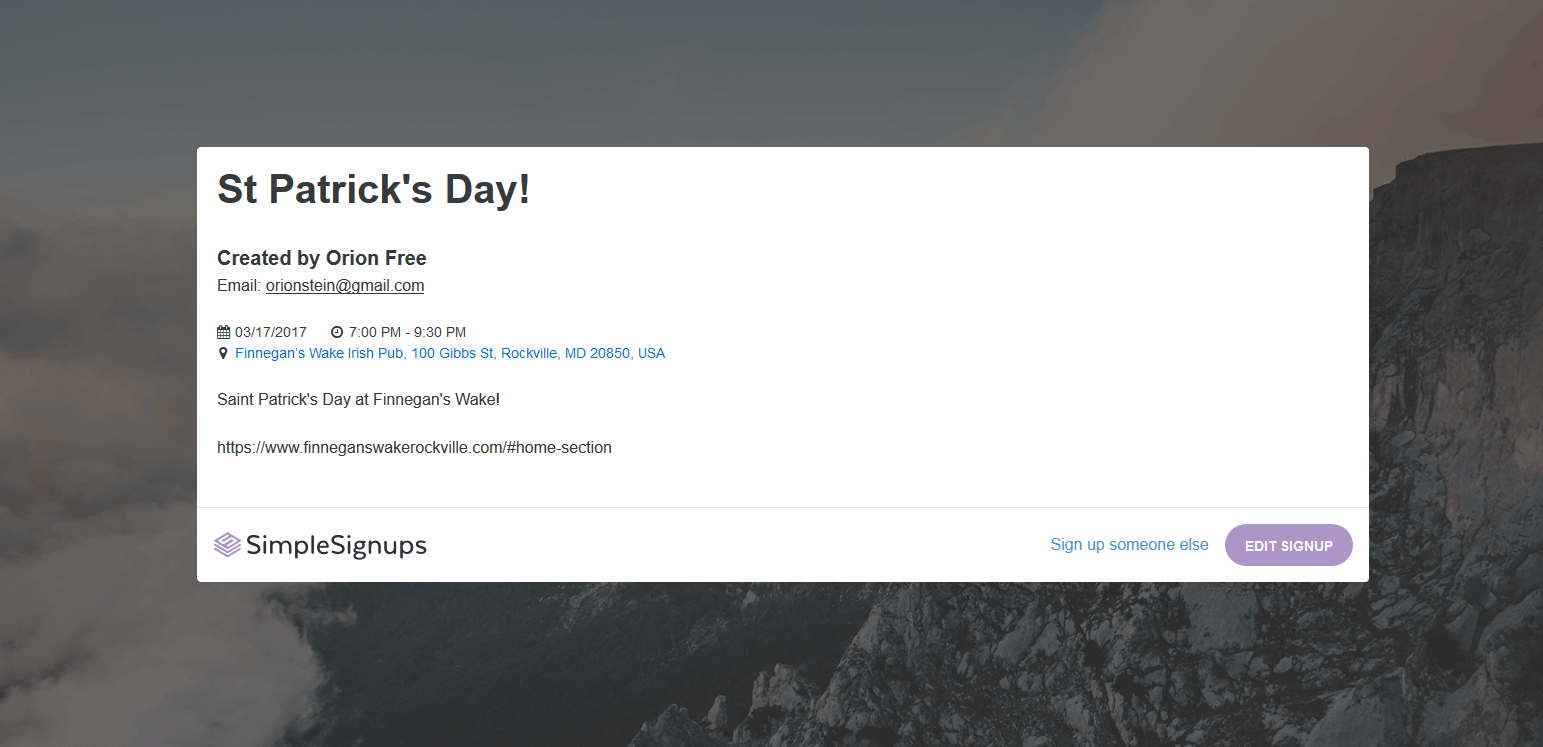 St Patrick's Day!
Created by Orion Free
Email: orionstein@gmail.com
03/17/2017 7:00 PM - 9:30 PM
Finnegan's Wake Irish Pub, 100 Gibbs St, Rockville, MD 20850, USA
Saint Patrick's Day at Finnegan's Wake!
https://www.finneganswakerockville.com/#home-section
SimpleSignups
Sign up someone else
EDIT SIGNUP